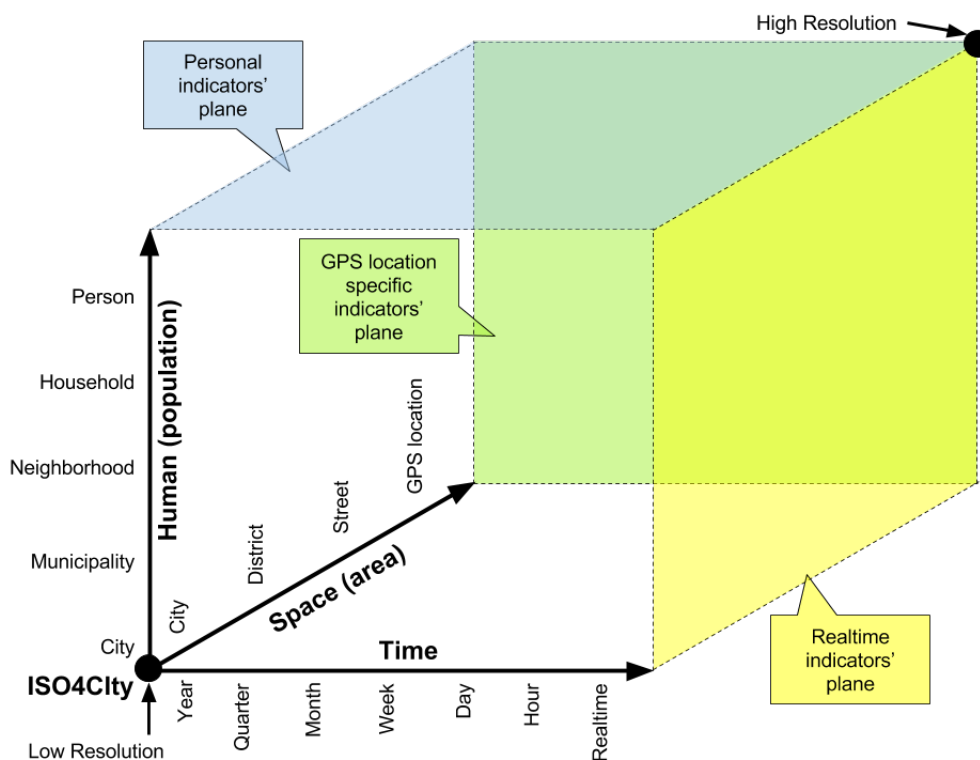 High Resolution
Personal
indicators'
plane
GPS location
specific
indicators'
plane
Person
Household
Neighborhood
Municipality
City
Human (population)
City
District
Street
GPS location
Space (area)
Time
ISO4CIty
Year
Quarter
Month
Week
Day
Hour
Realtime
Low Resolution
Realtime
indicators'
plane